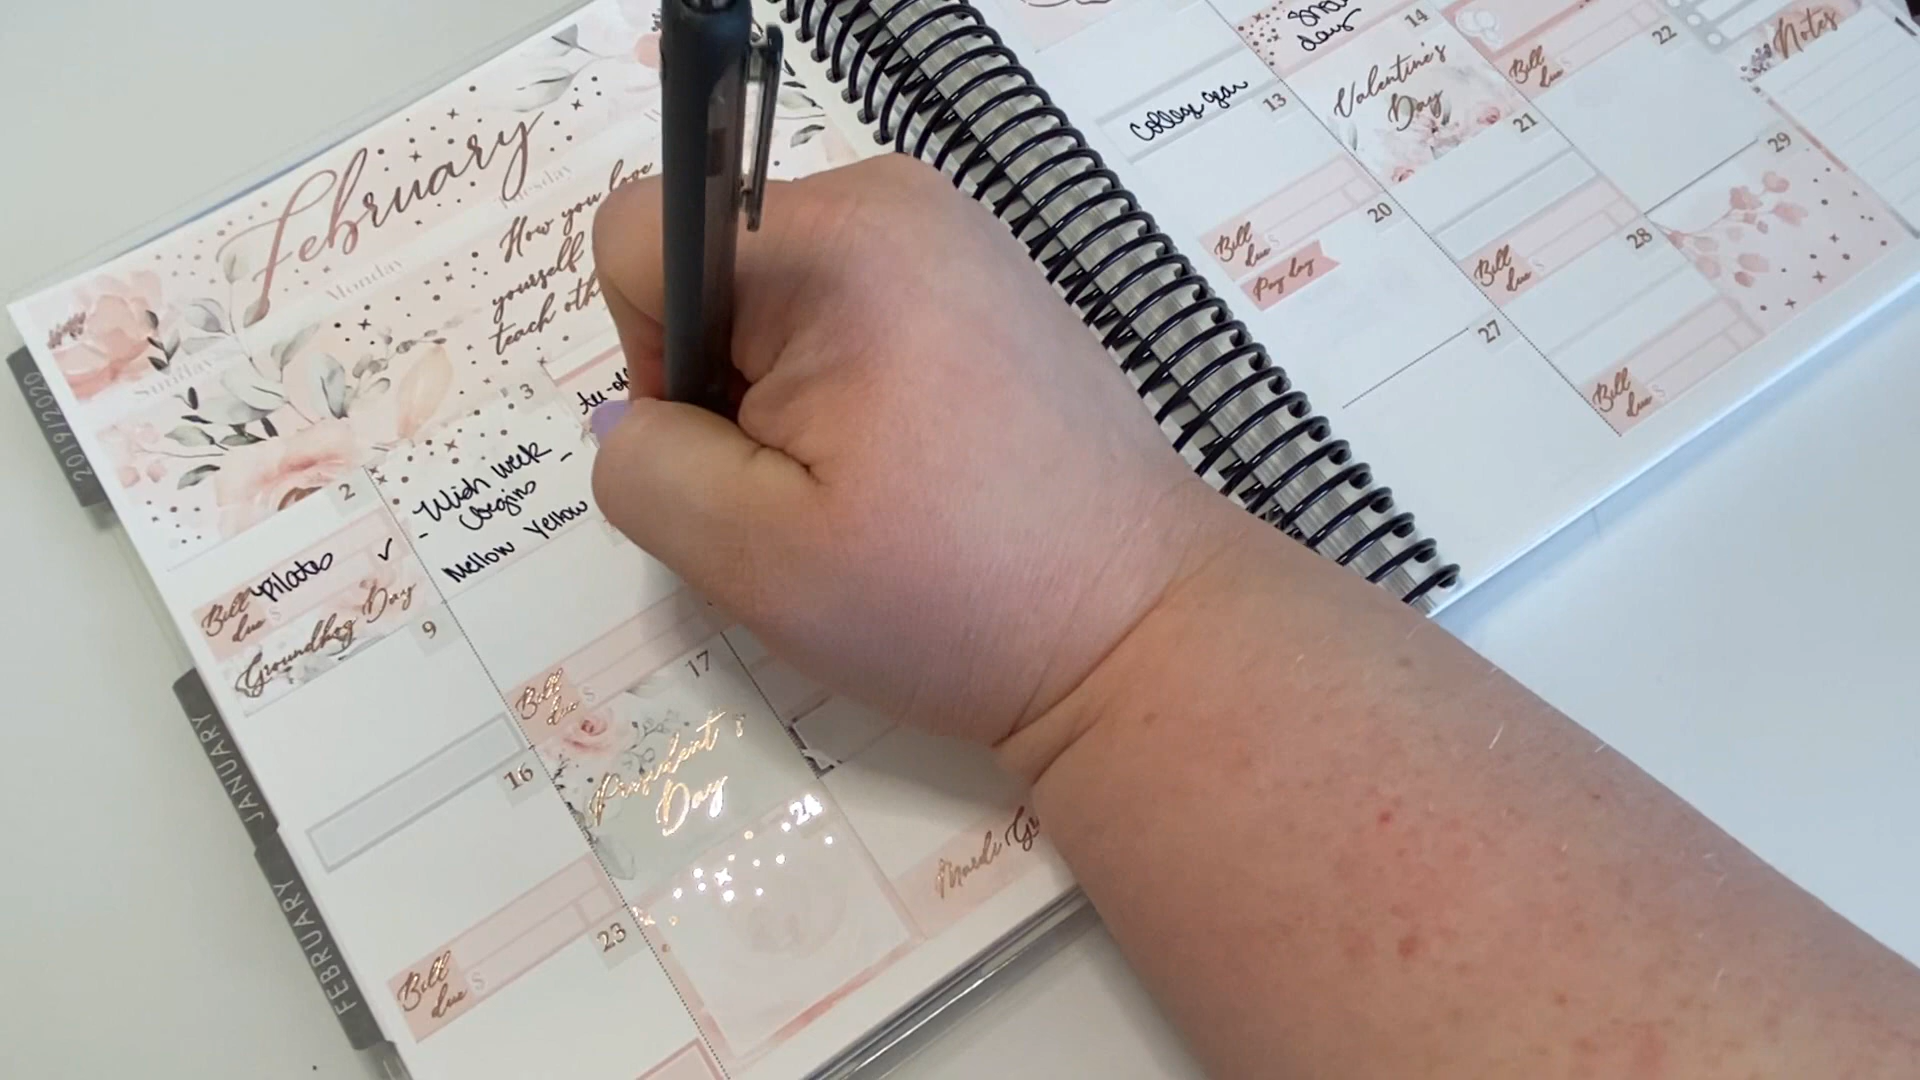 February
Sunday
Monday
Tuesday
How you love
yourself
teach oth
2
3
pilates ✓
Bill
due $
Groundhog Day
- Wish week
begins -
Mellow Yellow
9
Bill
due $
16
17
President's
Day
Bill
due $
23
24
Mardi Gr
2019/2020
JANUARY
FEBRUARY
day
13
14
Valentine's
Day
Bill
due $
Pay day
20
21
Bill
due $
22
Bill
due
27
28
Bill
due $
29
Notes